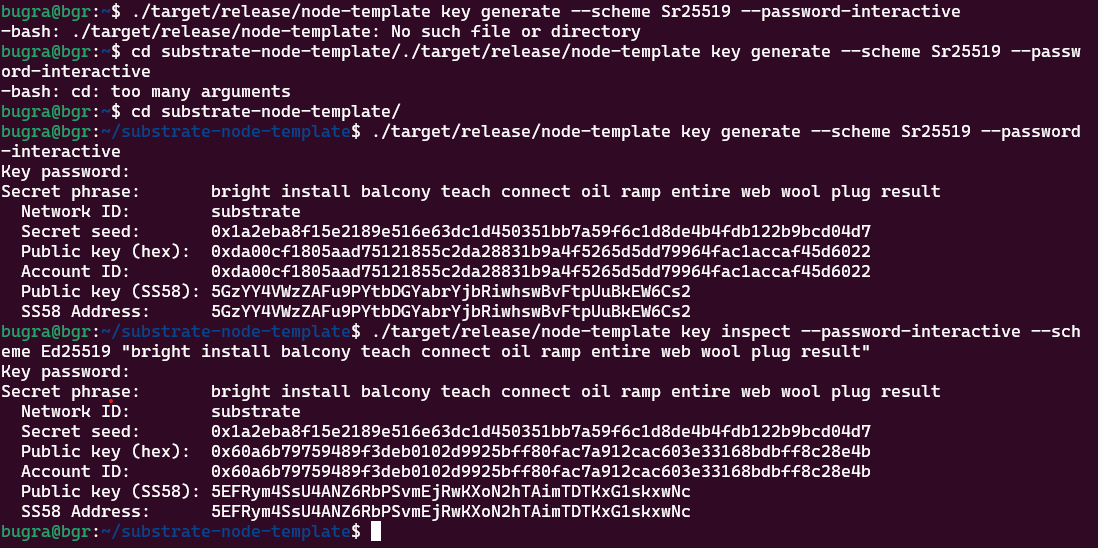 bugra@bgr:~$ ./target/release/node-template key generate --scheme Sr25519 --password-interactive
-bash: ./target/release/node-template: No such file or directory
bugra@bgr:~$ cd substrate-node-template/./target/release/node-template key generate --scheme Sr25519 --passw
ord-interactive
-bash: cd: too many arguments
bugra@bgr:~$ cd substrate-node-template/
bugra@bgr:~/substrate-node-template$ ./target/release/node-template key generate --scheme Sr25519 --password
-interactive
Key password:
Secret phrase:       bright install balcony teach connect oil ramp entire web wool plug result
  Network ID:        substrate
  Secret seed:       0x1a2eba8f15e2189e516e63dc1d450351bb7a59f6c1d8de4b4fdb122b9bcd04d7
  Public key (hex):  0xda00cf1805aad75121855c2da28831b9a4f5265d5dd79964fac1accaf45d6022
  Account ID:        0xda00cf1805aad75121855c2da28831b9a4f5265d5dd79964fac1accaf45d6022
  Public key (SS58): 5GzYY4VWzZAFu9PYtbDGYabrYjbRiwhswBvFtpUuBkEW6Cs2
  SS58 Address:      5GzYY4VWzZAFu9PYtbDGYabrYjbRiwhswBvFtpUuBkEW6Cs2
bugra@bgr:~/substrate-node-template$ ./target/release/node-template key inspect --password-interactive --sch
eme Ed25519 "bright install balcony teach connect oil ramp entire web wool plug result"
Key password:
Secret phrase:       bright install balcony teach connect oil ramp entire web wool plug result
  Network ID:        substrate
  Secret seed:       0x1a2eba8f15e2189e516e63dc1d450351bb7a59f6c1d8de4b4fdb122b9bcd04d7
  Public key (hex):  0x60a6b79759489f3deb0102d9925bff80fac7a912cac603e33168bdbff8c28e4b
  Account ID:        0x60a6b79759489f3deb0102d9925bff80fac7a912cac603e33168bdbff8c28e4b
  Public key (SS58): 5EFRym4SsU4ANZ6RbPSvmEjRwKXoN2hTAimTDTKxG1skxwNc
  SS58 Address:      5EFRym4SsU4ANZ6RbPSvmEjRwKXoN2hTAimTDTKxG1skxwNc
bugra@bgr:~/substrate-node-template$